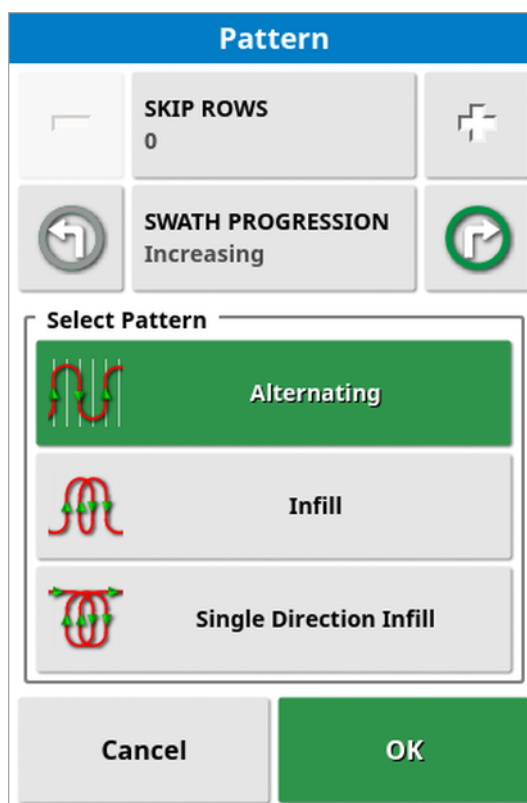 Pattern
SKIP ROWS
0
SWATH PROGRESSION
Increasing
Select Pattern
Alternating
Infill
Single Direction Infill
Cancel
OK